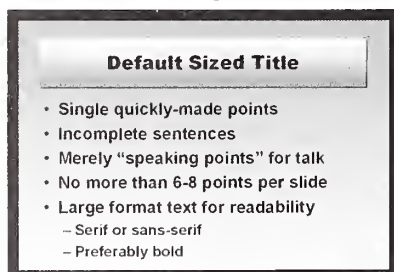 Default Sized Title
• Single quickly-made points
• Incomplete sentences
• Merely “speaking points” for talk
• No more than 6-8 points per slide
• Large format text for readability
– Serif or sans-serif
– Preferably bold